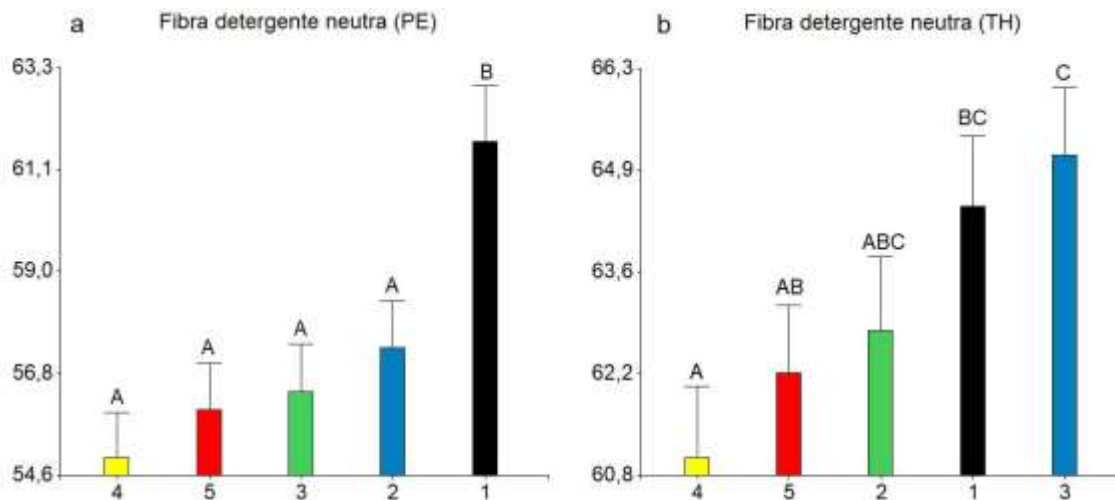 a Fibra detergente neutra (PE)
63,3
61,1
59,0
56,8
54,6
A
A
A
A
B
4 5 3 2 1
b Fibra detergente neutra (TH)
66,3
64,9
63,6
62,2
60,8
A
AB
ABC
BC
C
4 5 2 1 3